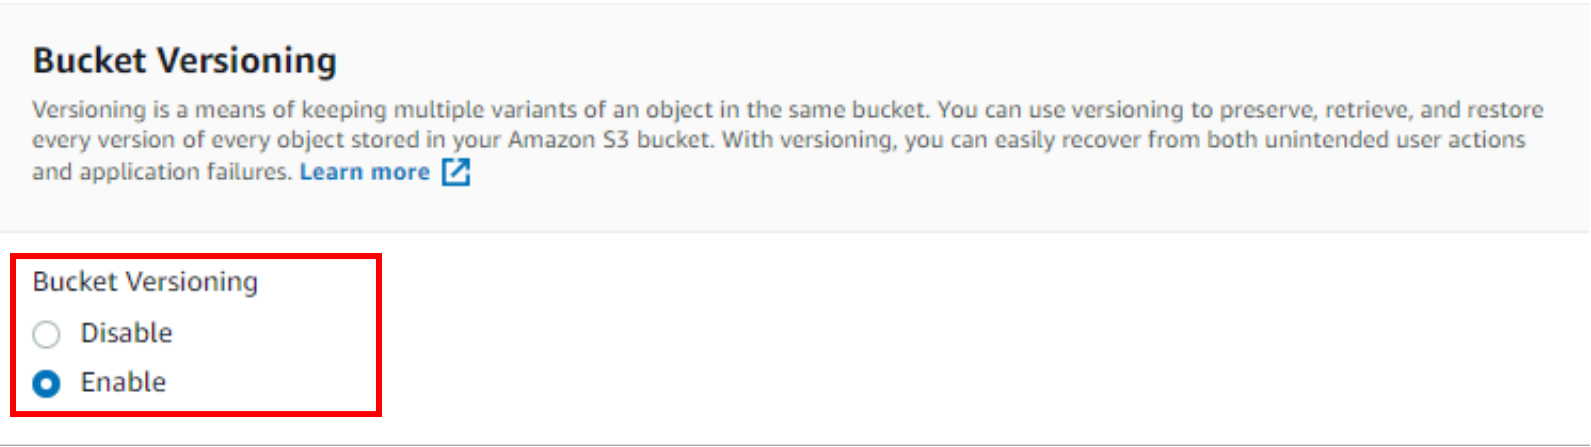 Bucket Versioning
Versioning is a means of keeping multiple variants of an object in the same bucket. You can use versioning to preserve, retrieve, and restore
every version of every object stored in your Amazon S3 bucket. With versioning, you can easily recover from both unintended user actions
and application failures. Learn more
Bucket Versioning
Disable
Enable